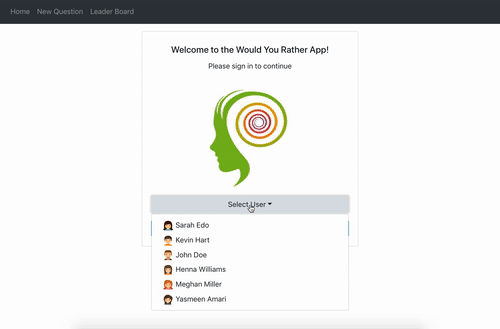 Home New Question Leader Board
Welcome to the Would You Rather App!
Please sign in to continue
Select User
Sarah Edo
Kevin Hart
John Doe
Henna Williams
Meghan Miller
Yasmeen Amari